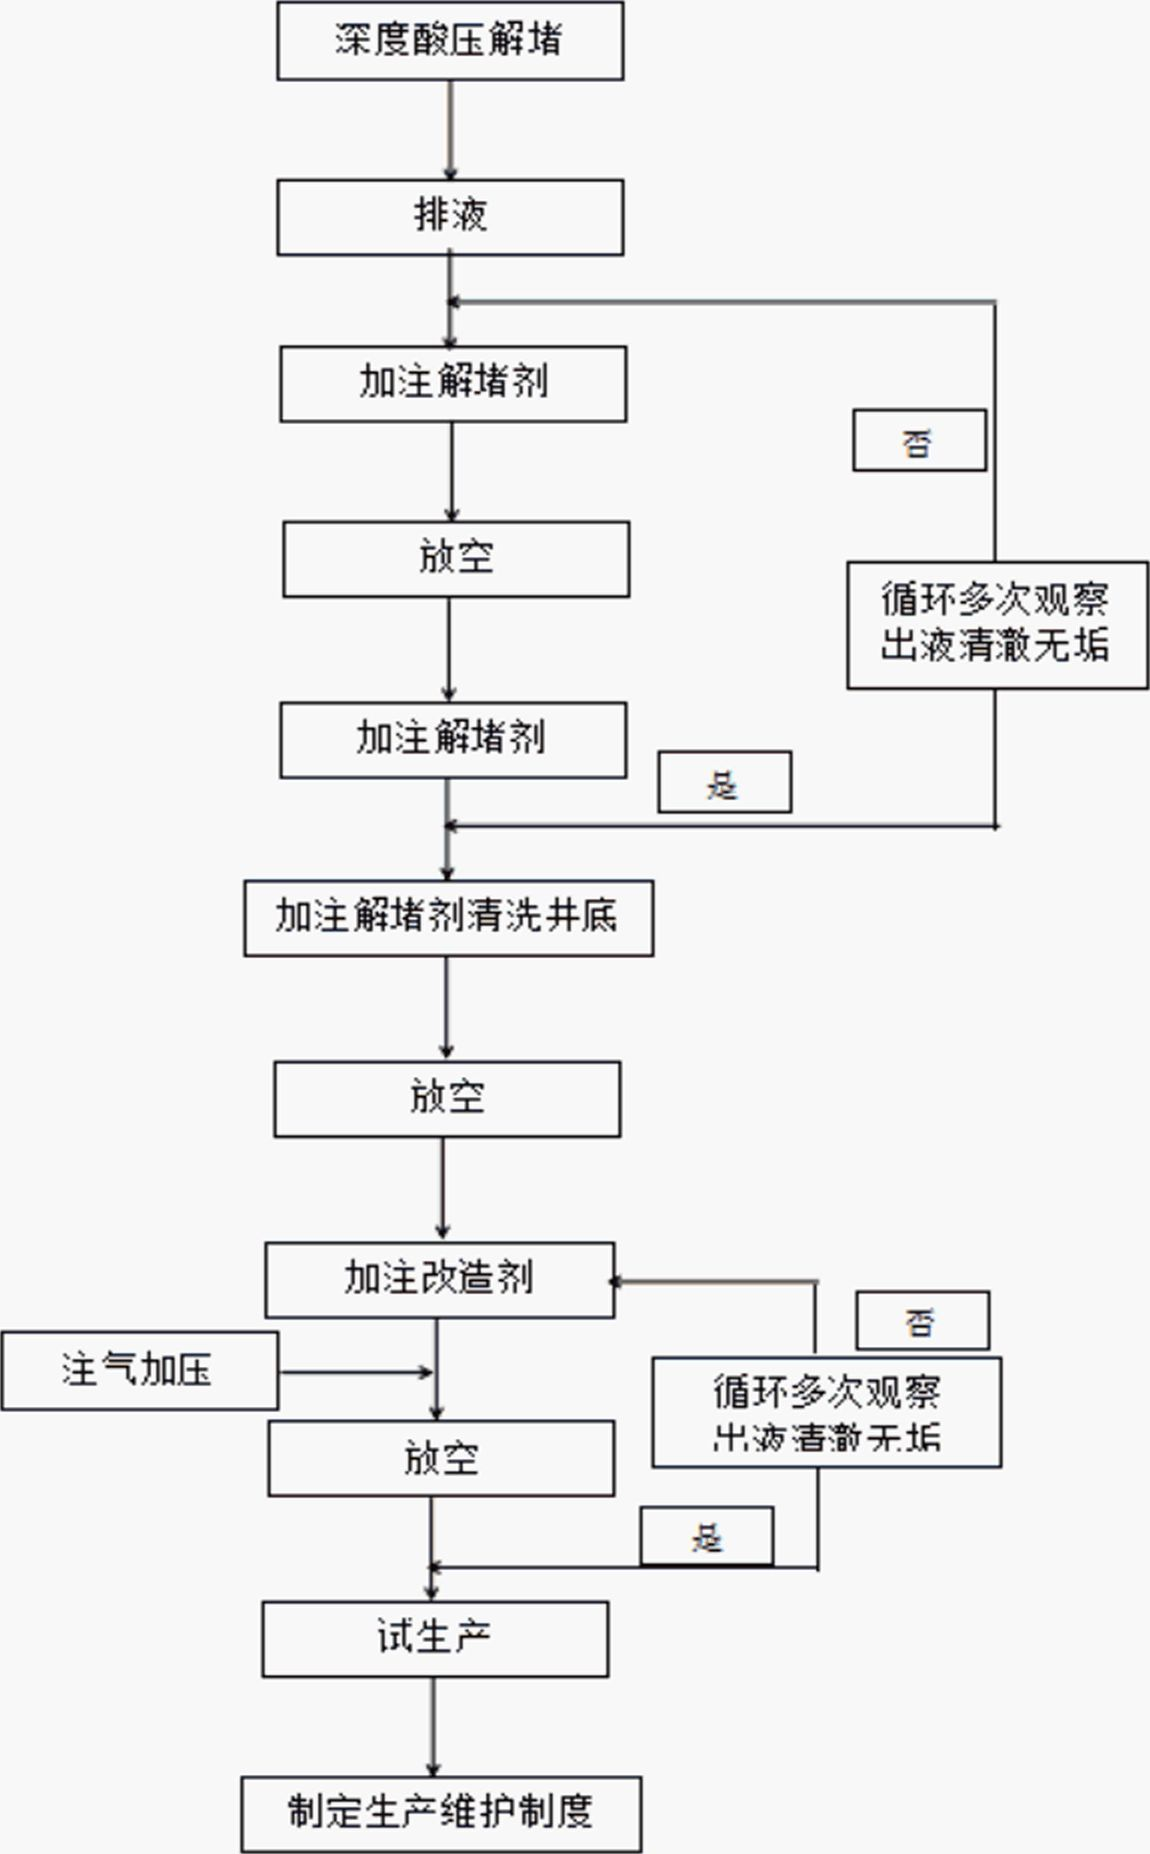 深度酸压解堵
排液
加注解堵剂
否
放空
循环多次观察
出液清澈无垢
加注解堵剂
是
加注解堵剂清洗井底
放空
加注改造剂
否
注气加压
循环多次观察
出液清澈无垢
放空
是
试生产
制定生产维护制度